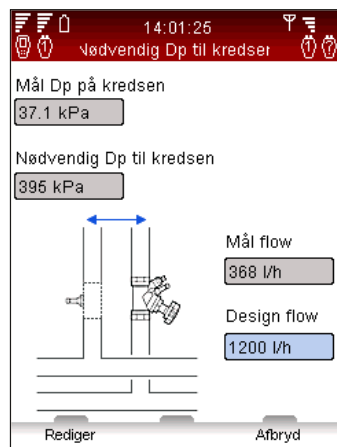 14:01:25
Nødvendig Dp til kredser
Mål Dp på kredsen
37.1 kPa
Nødvendig Dp til kredsen
395 kPa
Mål flow
368 l/h
Design flow
1200 l/h
Rediger
Afbryd